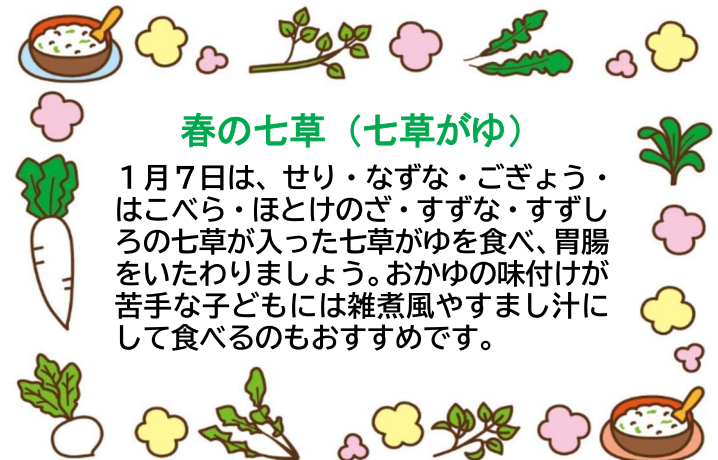 春の七草（七草がゆ）
１月７日は、せり・なずな・ごぎょう・
はこべら・ほとけのざ・すずな・すずし
ろの七草が入った七草がゆを食べ、胃腸
をいたわりましょう。おかゆの味付けが
苦手な子どもには雑煮風やすまし汁に
して食べるのもおすすめです。